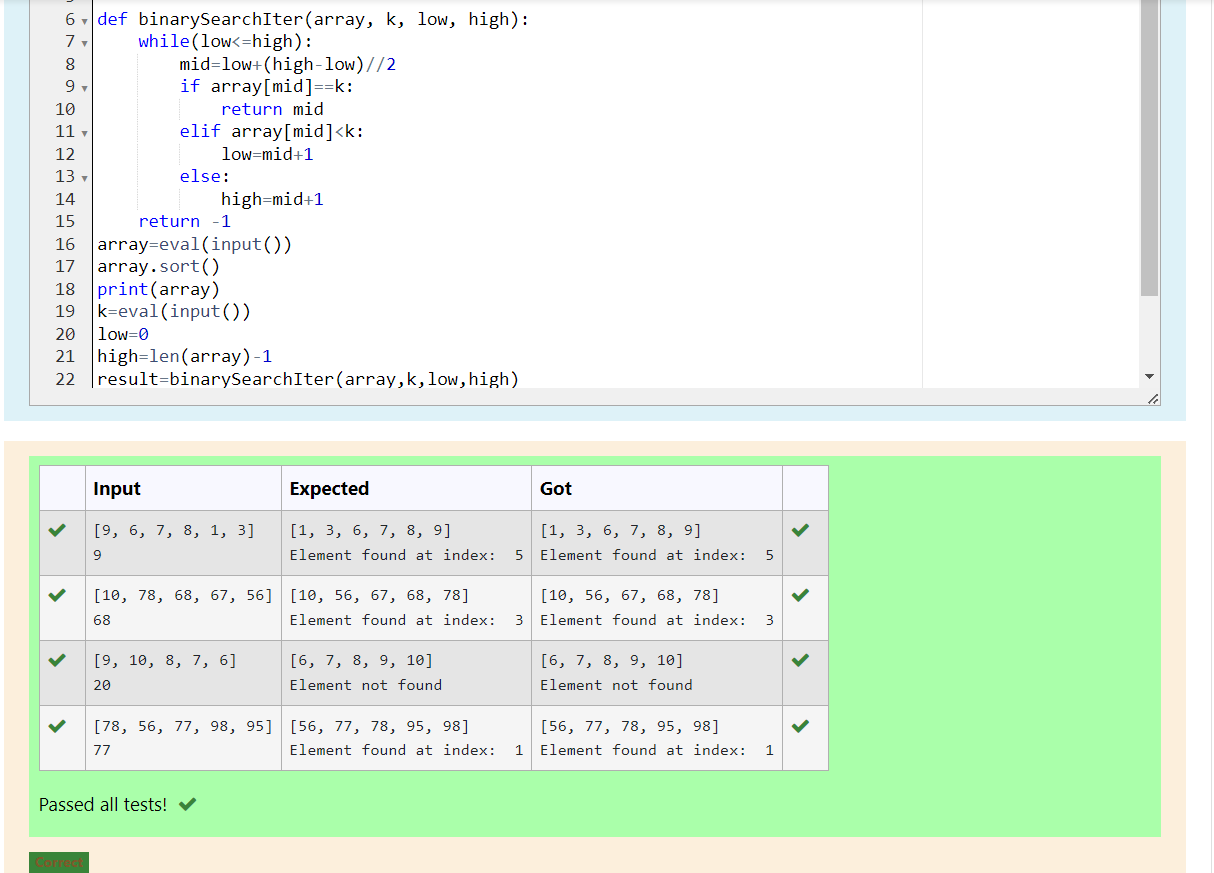 6 def binarySearchIter(array, k, low, high):
7 while(low<=high):
8 mid=low+(high-low)//2
9 if array[mid]==k:
10 return mid
11 elif array[mid]<k:
12 low=mid+1
13 else:
14 high=mid+1
15 return -1
16 array=eval(input())
17 array.sort()
18 print(array)
19 k=eval(input())
20 low=0
21 high=len(array)-1
22 result=binarySearchIter(array,k,low,high)
Input Expected Got
[9, 6, 7, 8, 1, 3] [1, 3, 6, 7, 8, 9] [1, 3, 6, 7, 8, 9]
9 Element found at index:  5 Element found at index:  5
[10, 78, 68, 67, 56] [10, 56, 67, 68, 78] [10, 56, 67, 68, 78]
68 Element found at index:  3 Element found at index:  3
[9, 10, 8, 7, 6] [6, 7, 8, 9, 10] [6, 7, 8, 9, 10]
20 Element not found Element not found
[78, 56, 77, 98, 95] [56, 77, 78, 95, 98] [56, 77, 78, 95, 98]
77 Element found at index:  1 Element found at index:  1
Passed all tests!
Correct